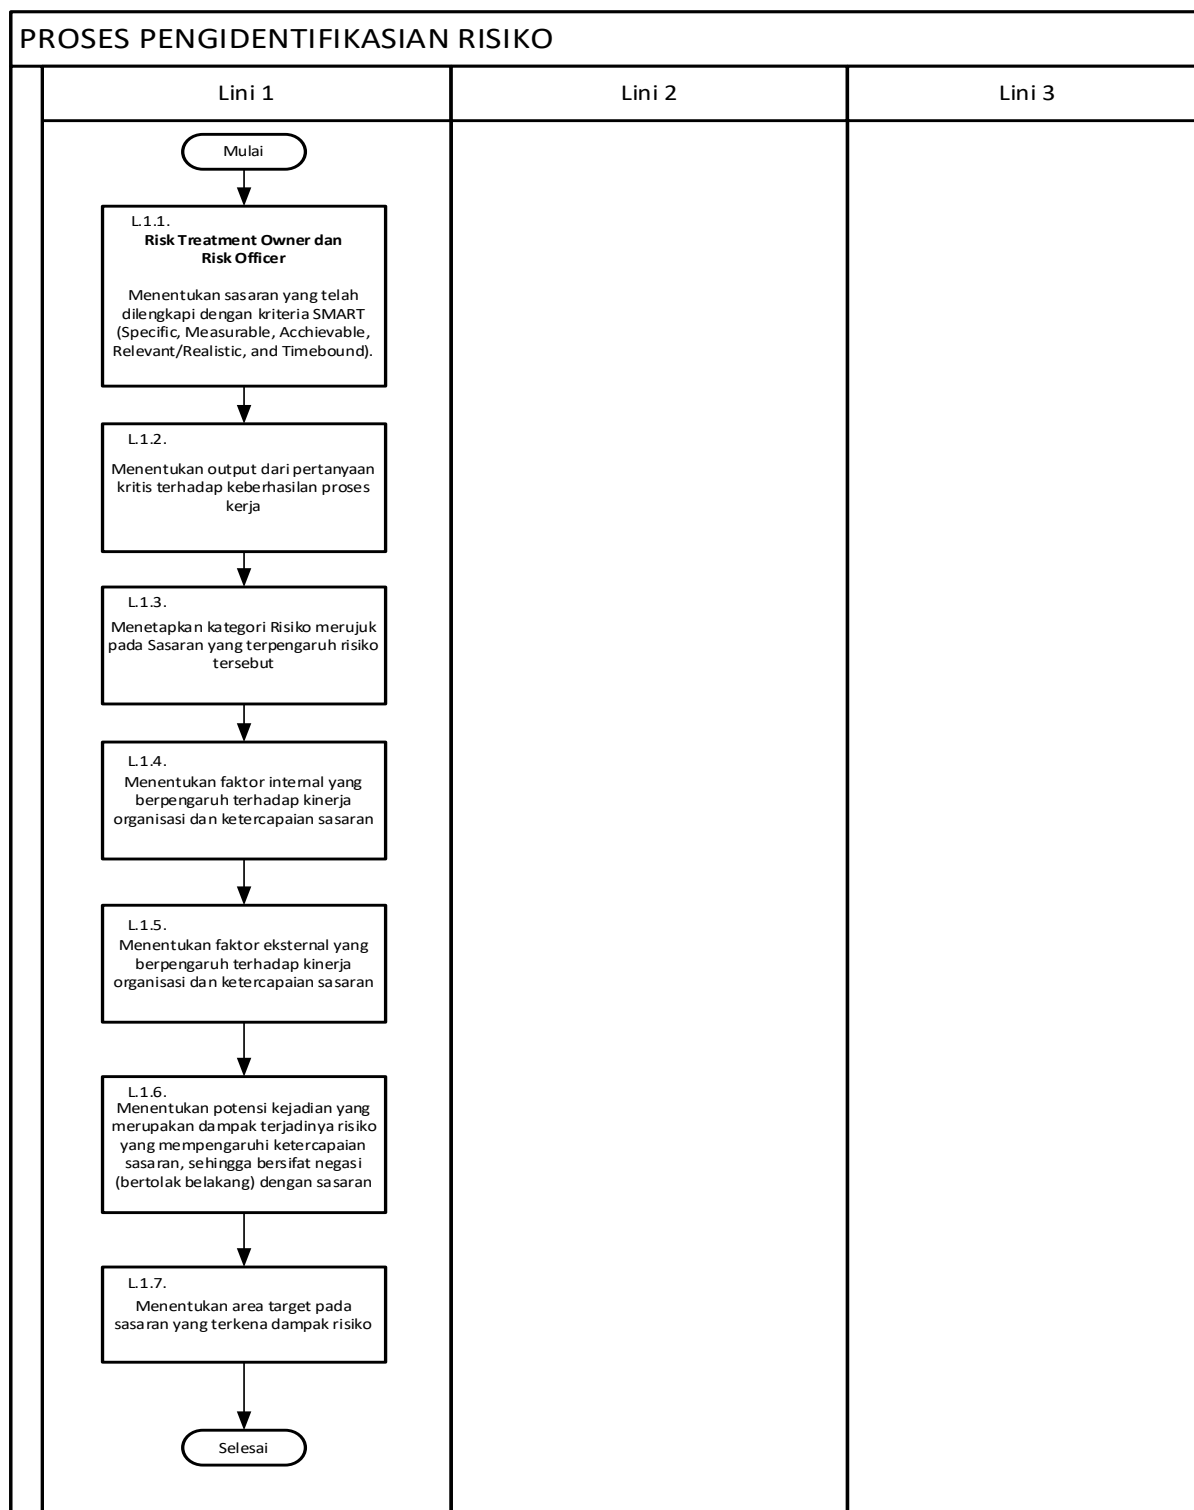 PROSES PENGIDENTIFIKASIAN RISIKO
Lini 1
Lini 2
Lini 3
Mulai
L.1.1.
Risk Treatment Owner dan
Risk Officer
Menentukan sasaran yang telah
dilengkapi dengan kriteria SMART
(Specific, Measurable, Acchievable,
Relevant/Realistic, and Timebound).
L.1.2.
Menentukan output dari pertanyaan
kritis terhadap keberhasilan proses
kerja
L.1.3.
Menetapkan kategori Risiko merujuk
pada Sasaran yang terpengaruh risiko
tersebut
L.1.4.
Menentukan faktor internal yang
berpengaruh terhadap kinerja
organisasi dan ketercapaian sasaran
L.1.5.
Menentukan faktor eksternal yang
berpengaruh terhadap kinerja
organisasi dan ketercapaian sasaran
L.1.6.
Menentukan potensi kejadian yang
merupakan dampak terjadinya risiko
yang mempengaruhi ketercapaian
sasaran, sehingga bersifat negasi
(bertolak belakang) dengan sasaran
L.1.7.
Menentukan area target pada
sasaran yang terkena dampak risiko
Selesai